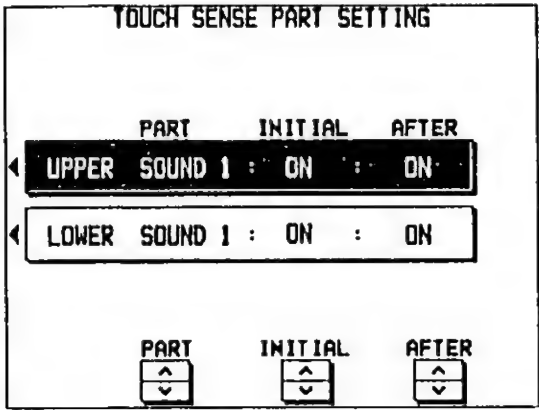 TOUCH SENSE PART SETTING
PART INITIAL AFTER
UPPER SOUND 1 : ON : ON
LOWER SOUND 1 : ON : ON
PART INITIAL AFTER